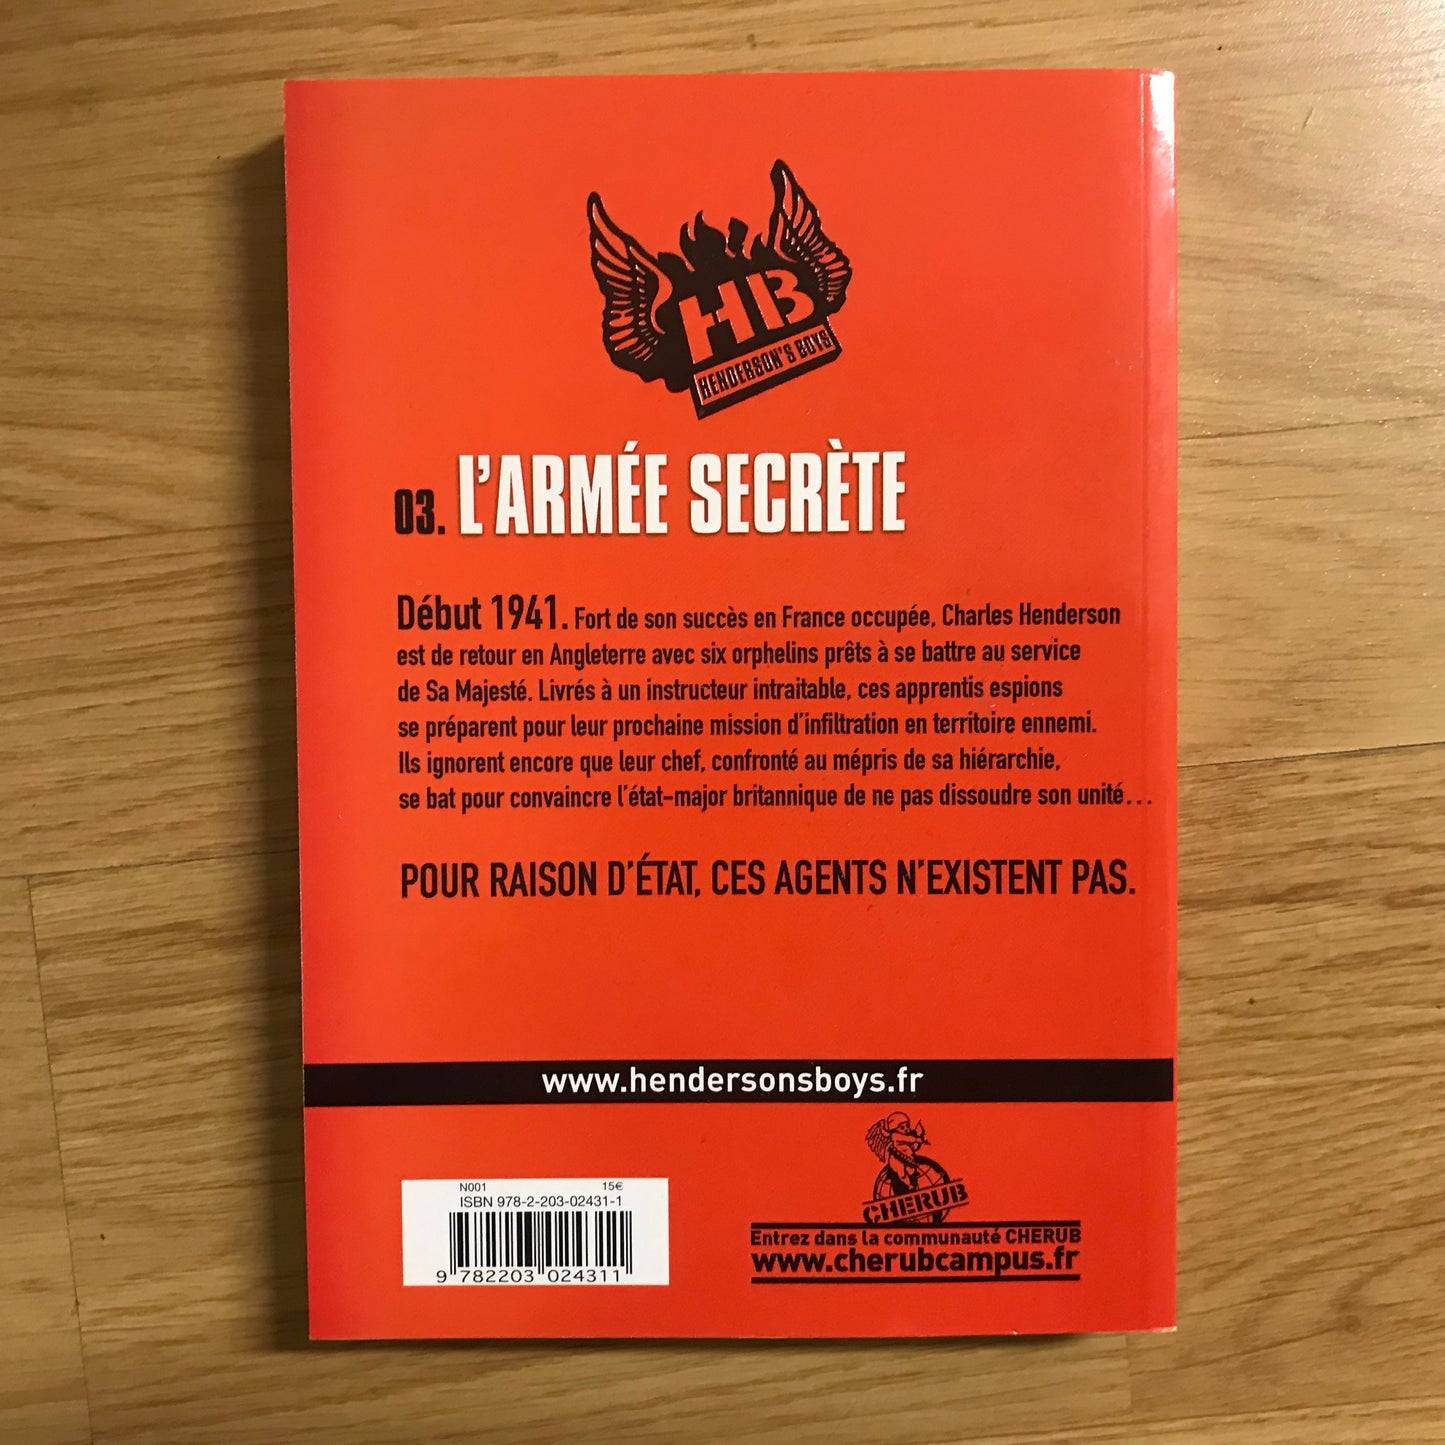 HB
HENDERSON'S BOYS
03. L'ARMÉE SECRÈTE
Début 1941. Fort de son succès en France occupée, Charles Henderson
est de retour en Angleterre avec six orphelins prêts à se battre au service
de Sa Majesté. Livrés à un instructeur intraitable, ces apprentis espions
se préparent pour leur prochaine mission d'infiltration en territoire ennemi.
Ils ignorent encore que leur chef, confronté au mépris de sa hiérarchie,
se bat pour convaincre l'état-major britannique de ne pas dissoudre son unité...
POUR RAISON D'ÉTAT, CES AGENTS N'EXISTENT PAS.
www.hendersonsboys.fr
N001 15€
ISBN 978-2-203-02431-1
9 782203 024311
CHERUB
Entrez dans la communauté CHERUB
www.cherubcampus.fr